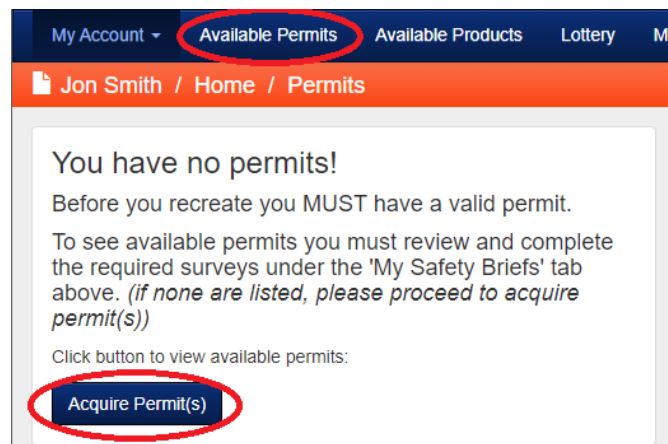 My Account Available Permits Available Products Lottery M
Jon Smith / Home / Permits
You have no permits!
Before you recreate you MUST have a valid permit.
To see available permits you must review and complete
the required surveys under the 'My Safety Briefs' tab
above. (if none are listed, please proceed to acquire
permit(s))
Click button to view available permits:
Acquire Permit(s)